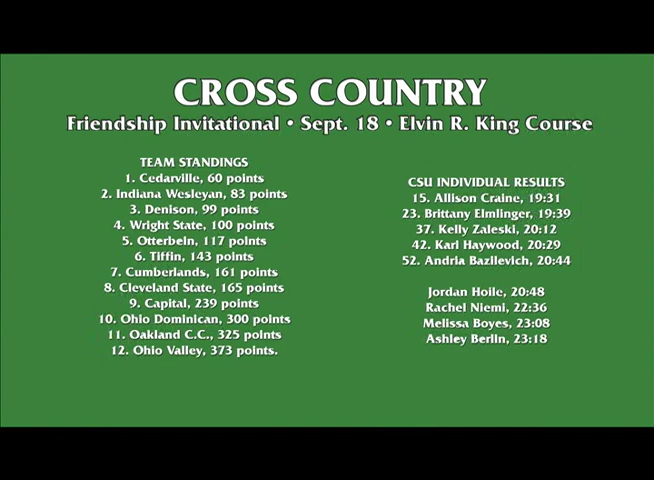 CROSS COUNTRY
Friendship Invitational • Sept. 18 • Elvin R. King Course
TEAM STANDINGS
1. Cedarville, 60 points
2. Indiana Wesleyan, 83 points
3. Denison, 99 points
4. Wright State, 100 points
5. Otterbein, 117 points
6. Tiffin, 143 points
7. Cumberlands, 161 points
8. Cleveland State, 165 points
9. Capital, 239 points
10. Ohio Dominican, 300 points
11. Oakland C.C., 325 points
12. Ohio Valley, 373 points.
CSU INDIVIDUAL RESULTS
15. Allison Craine, 19:31
23. Brittany Elmlinger, 19:39
37. Kelly Zaleski, 20:12
42. Kari Haywood, 20:29
52. Andria Bazilevich, 20:44
Jordan Hoile, 20:48
Rachel Niemi, 22:36
Melissa Boyes, 23:08
Ashley Berlin, 23:18